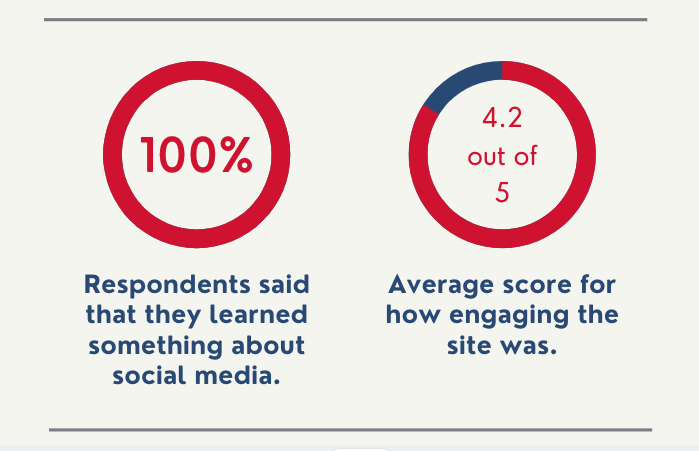 100%
Respondents said
that they learned
something about
social media.
4.2
out of
5
Average score for
how engaging the
site was.